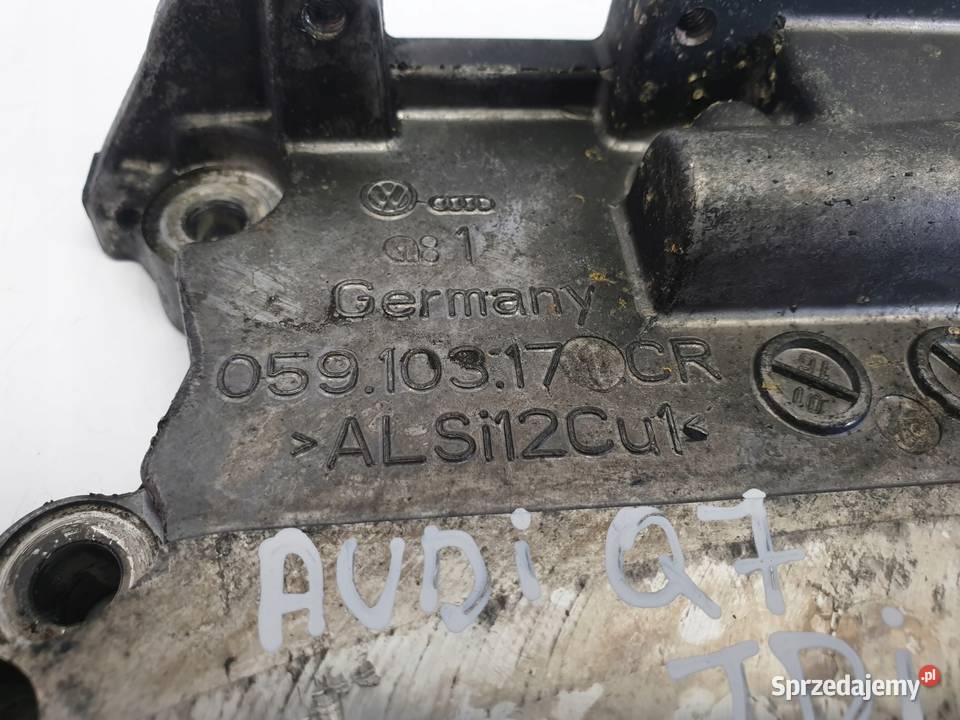 Germany
059.103.17 CR
>ALSi12Cu1<
AUDi Q7
TDi
Sprzedajemy.pl